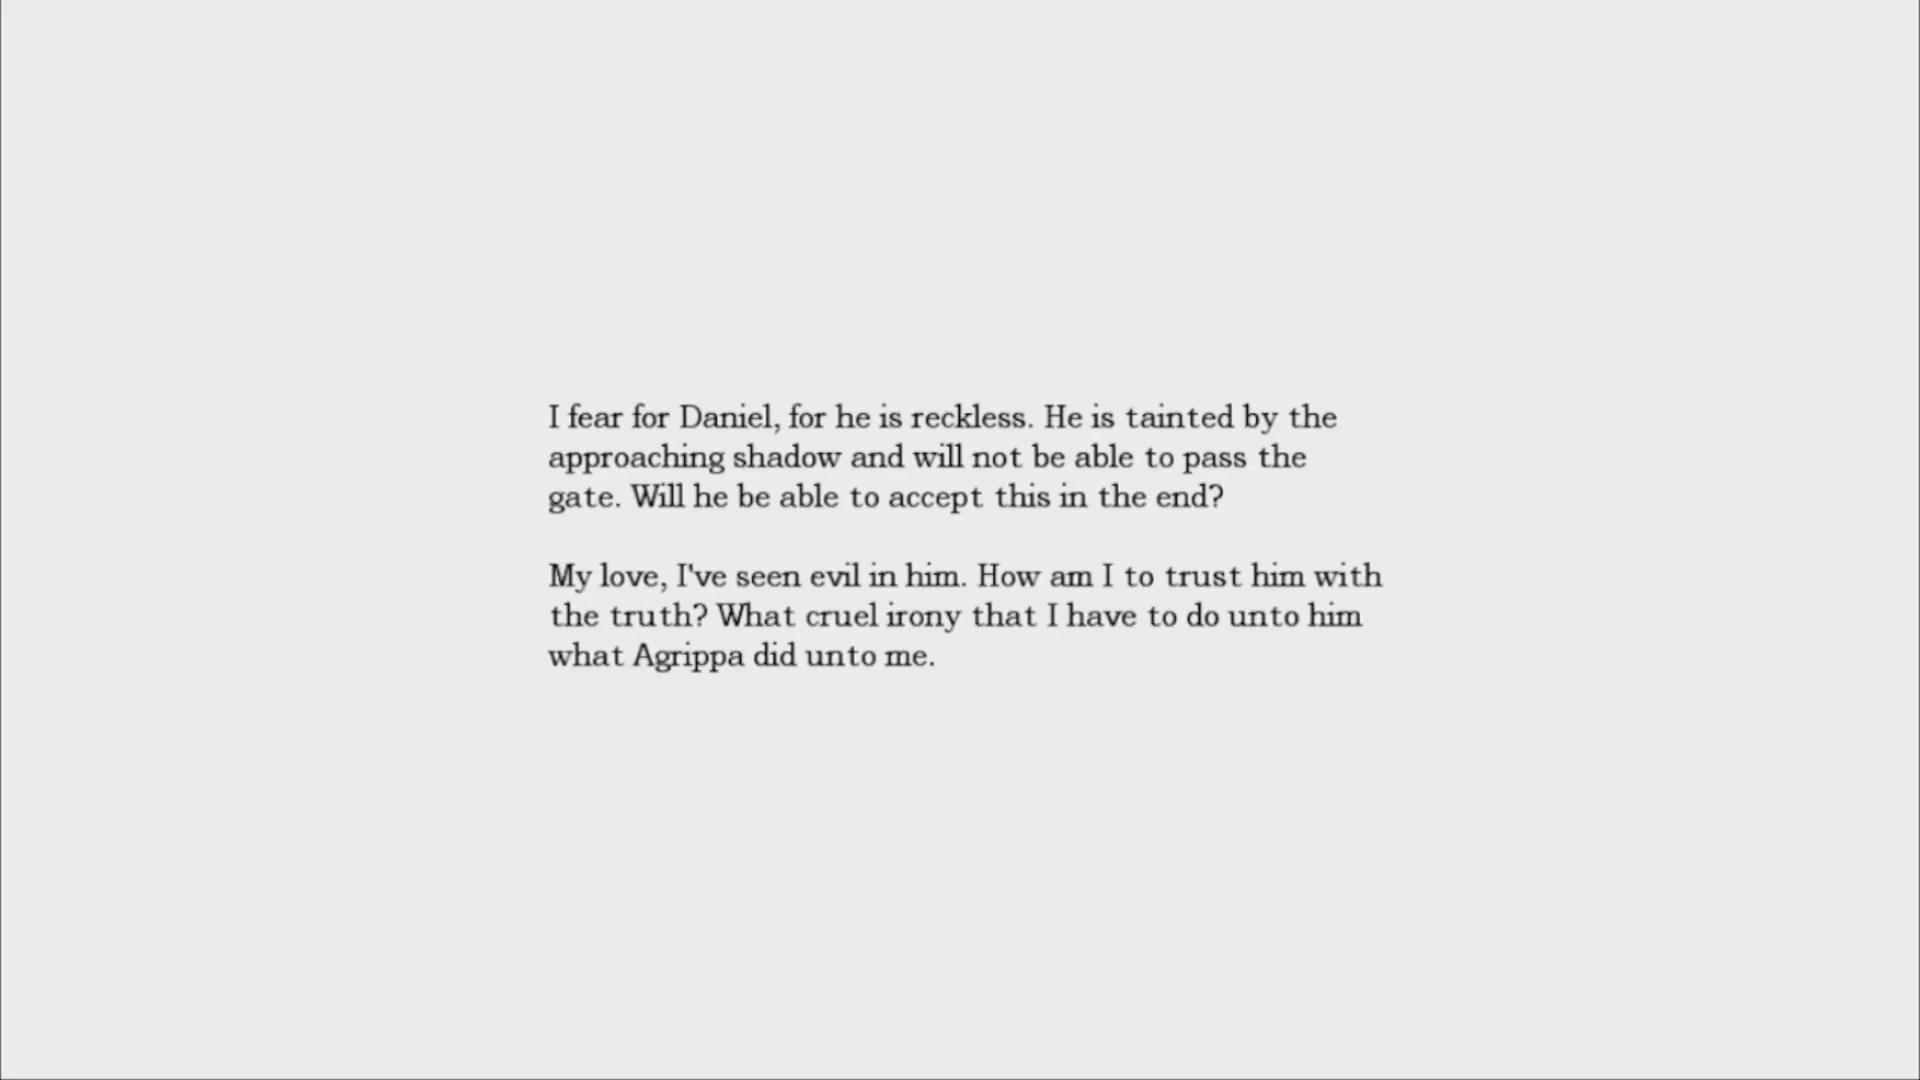 I fear for Daniel, for he is reckless. He is tainted by the
approaching shadow and will not be able to pass the
gate. Will he be able to accept this in the end?
My love, I've seen evil in him. How am I to trust him with
the truth? What cruel irony that I have to do unto him
what Agrippa did unto me.